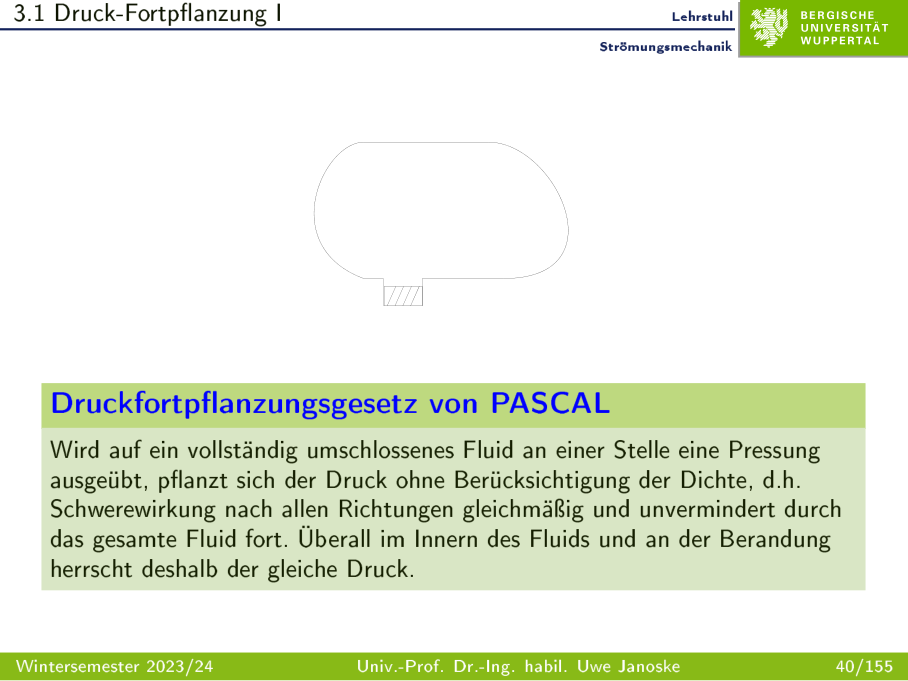 3.1 Druck-Fortpflanzung I
Lehrstuhl
Strömungsmechanik
BERGISCHE
UNIVERSITÄT
WUPPERTAL
Druckfortpflanzungsgesetz von PASCAL
Wird auf ein vollständig umschlossenes Fluid an einer Stelle eine Pressung
ausgeübt, pflanzt sich der Druck ohne Berücksichtigung der Dichte, d.h.
Schwerewirkung nach allen Richtungen gleichmäßig und unvermindert durch
das gesamte Fluid fort. Überall im Innern des Fluids und an der Berandung
herrscht deshalb der gleiche Druck.
Wintersemester 2023/24
Univ.-Prof. Dr.-Ing. habil. Uwe Janoske
40/155